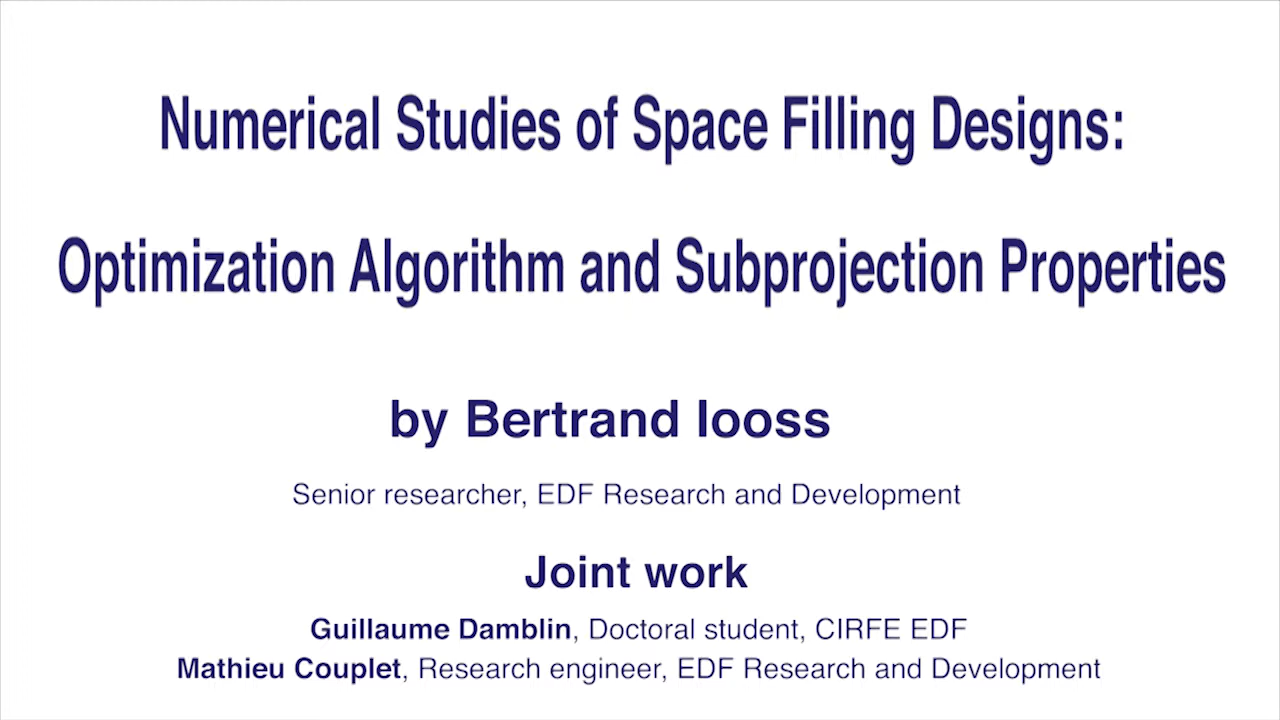 Numerical Studies of Space Filling Designs:
Optimization Algorithm and Subprojection Properties
by Bertrand Iooss
Senior researcher, EDF Research and Development
Joint work
Guillaume Damblin, Doctoral student, CIRFE EDF
Mathieu Couplet, Research engineer, EDF Research and Development